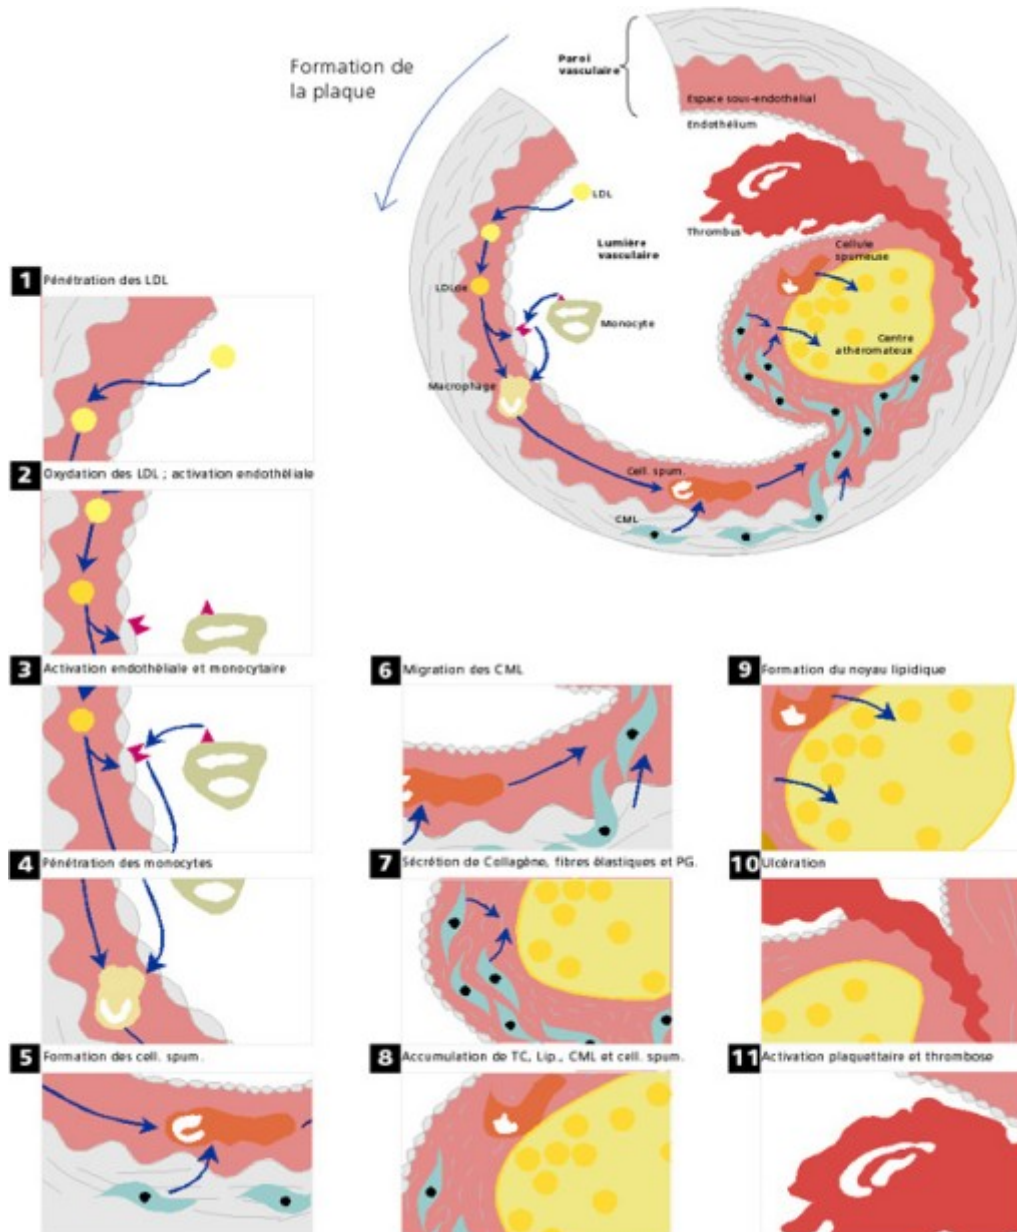 Formation de
la plaque
Paroi
vasculaire
Espace sous-endothélial
Endothélium
LDL
Thrombus
Lumière
vasculaire
Cellule
spumeuse
LDLox
Monocyte
Centre
athéromateux
Macrophage
Cell. spum.
CML
1 Pénétration des LDL
2 Oxydation des LDL ; activation endothéliale
3 Activation endothéliale et monocytaire
4 Pénétration des monocytes
5 Formation des cell. spum.
6 Migration des CML
7 Sécrétion de Collagène, fibres élastiques et PG.
8 Accumulation de TC, Lip., CML et cell. spum.
9 Formation du noyau lipidique
10 Ulcération
11 Activation plaquettaire et thrombose